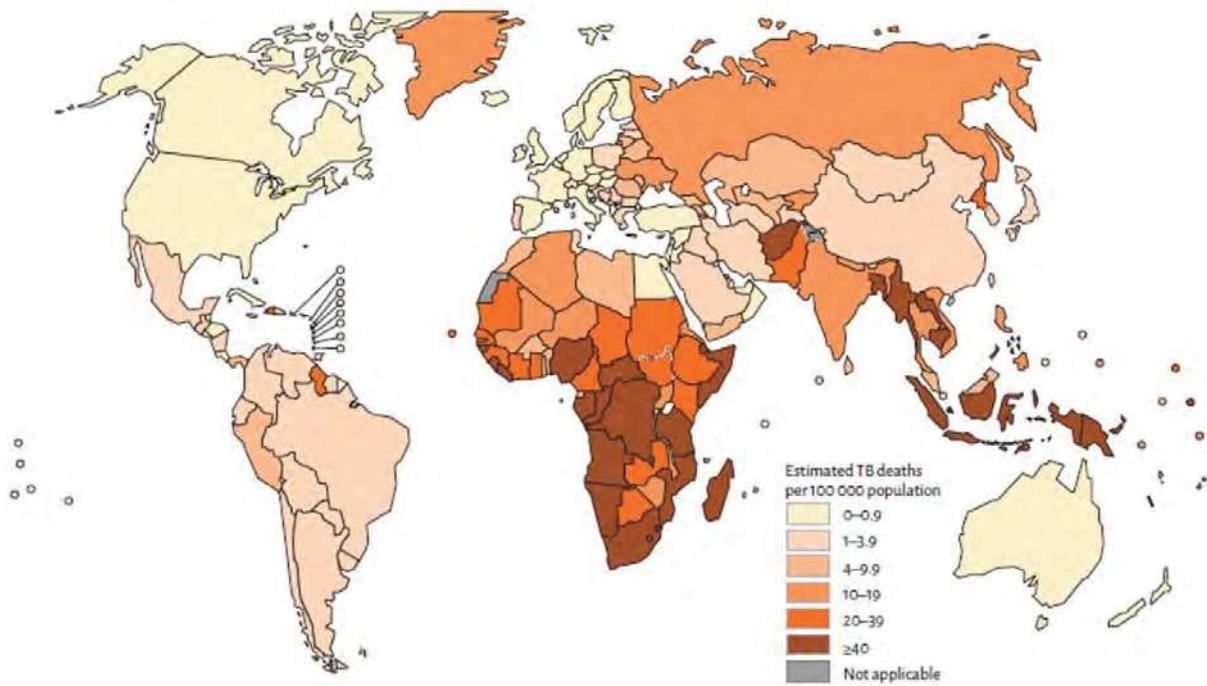 Estimated TB deaths
per 100 000 population
0–0.9
1–3.9
4–9.9
10–19
20–39
≥40
Not applicable